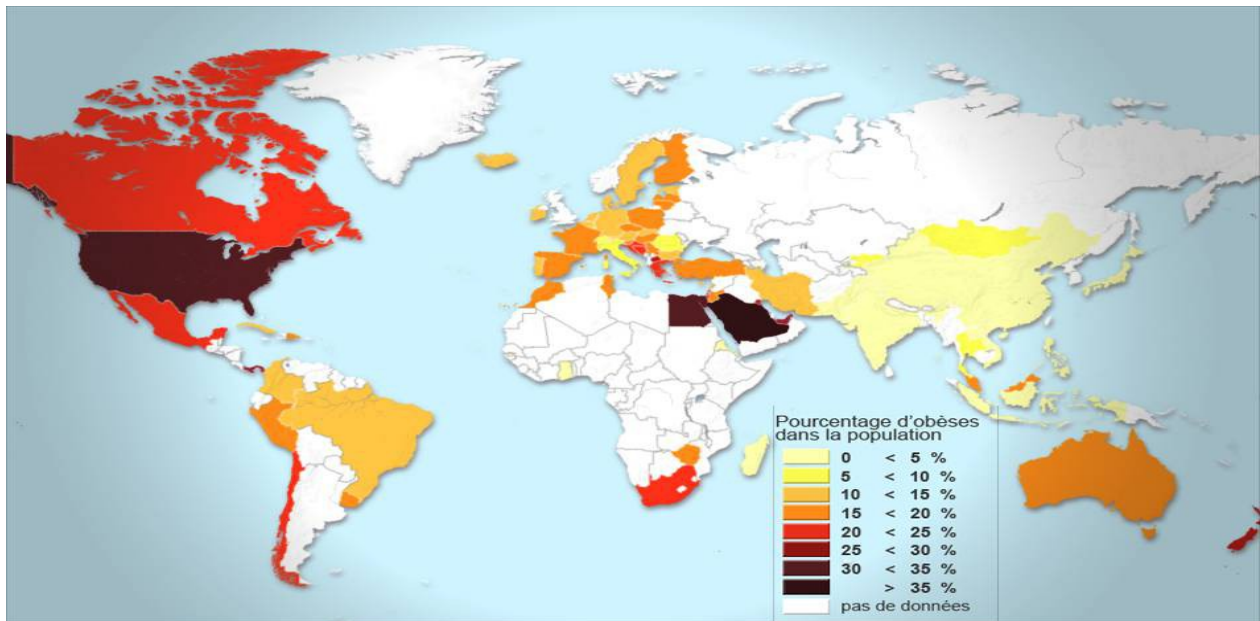 Pourcentage d'obèses
dans la population
0 < 5 %
5 < 10 %
10 < 15 %
15 < 20 %
20 < 25 %
25 < 30 %
30 < 35 %
> 35 %
pas de données